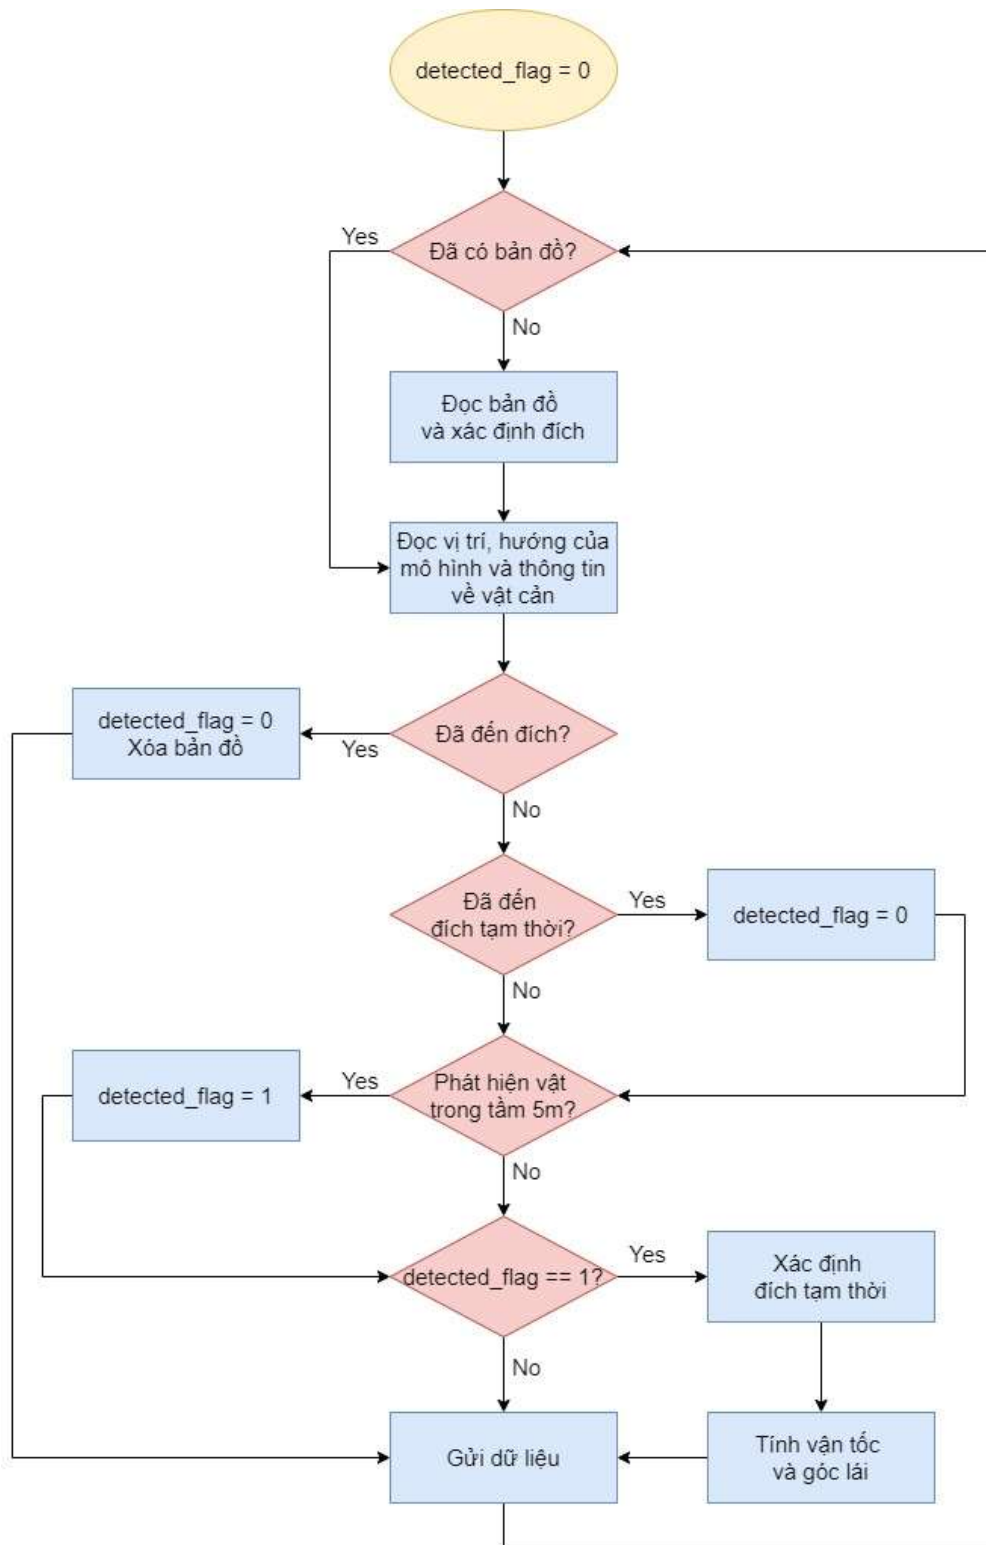 detected_flag = 0
Yes
Đã có bản đồ?
No
Đọc bản đồ
và xác định đích
Đọc vị trí, hướng của
mô hình và thông tin
về vật cản
detected_flag = 0
Xóa bản đồ
Yes
Đã đến đích?
No
Đã đến
đích tạm thời?
Yes
detected_flag = 0
No
detected_flag = 1
Yes
Phát hiện vật
trong tầm 5m?
No
detected_flag == 1?
Yes
Xác định
đích tạm thời
No
Gửi dữ liệu
Tính vận tốc
và góc lái